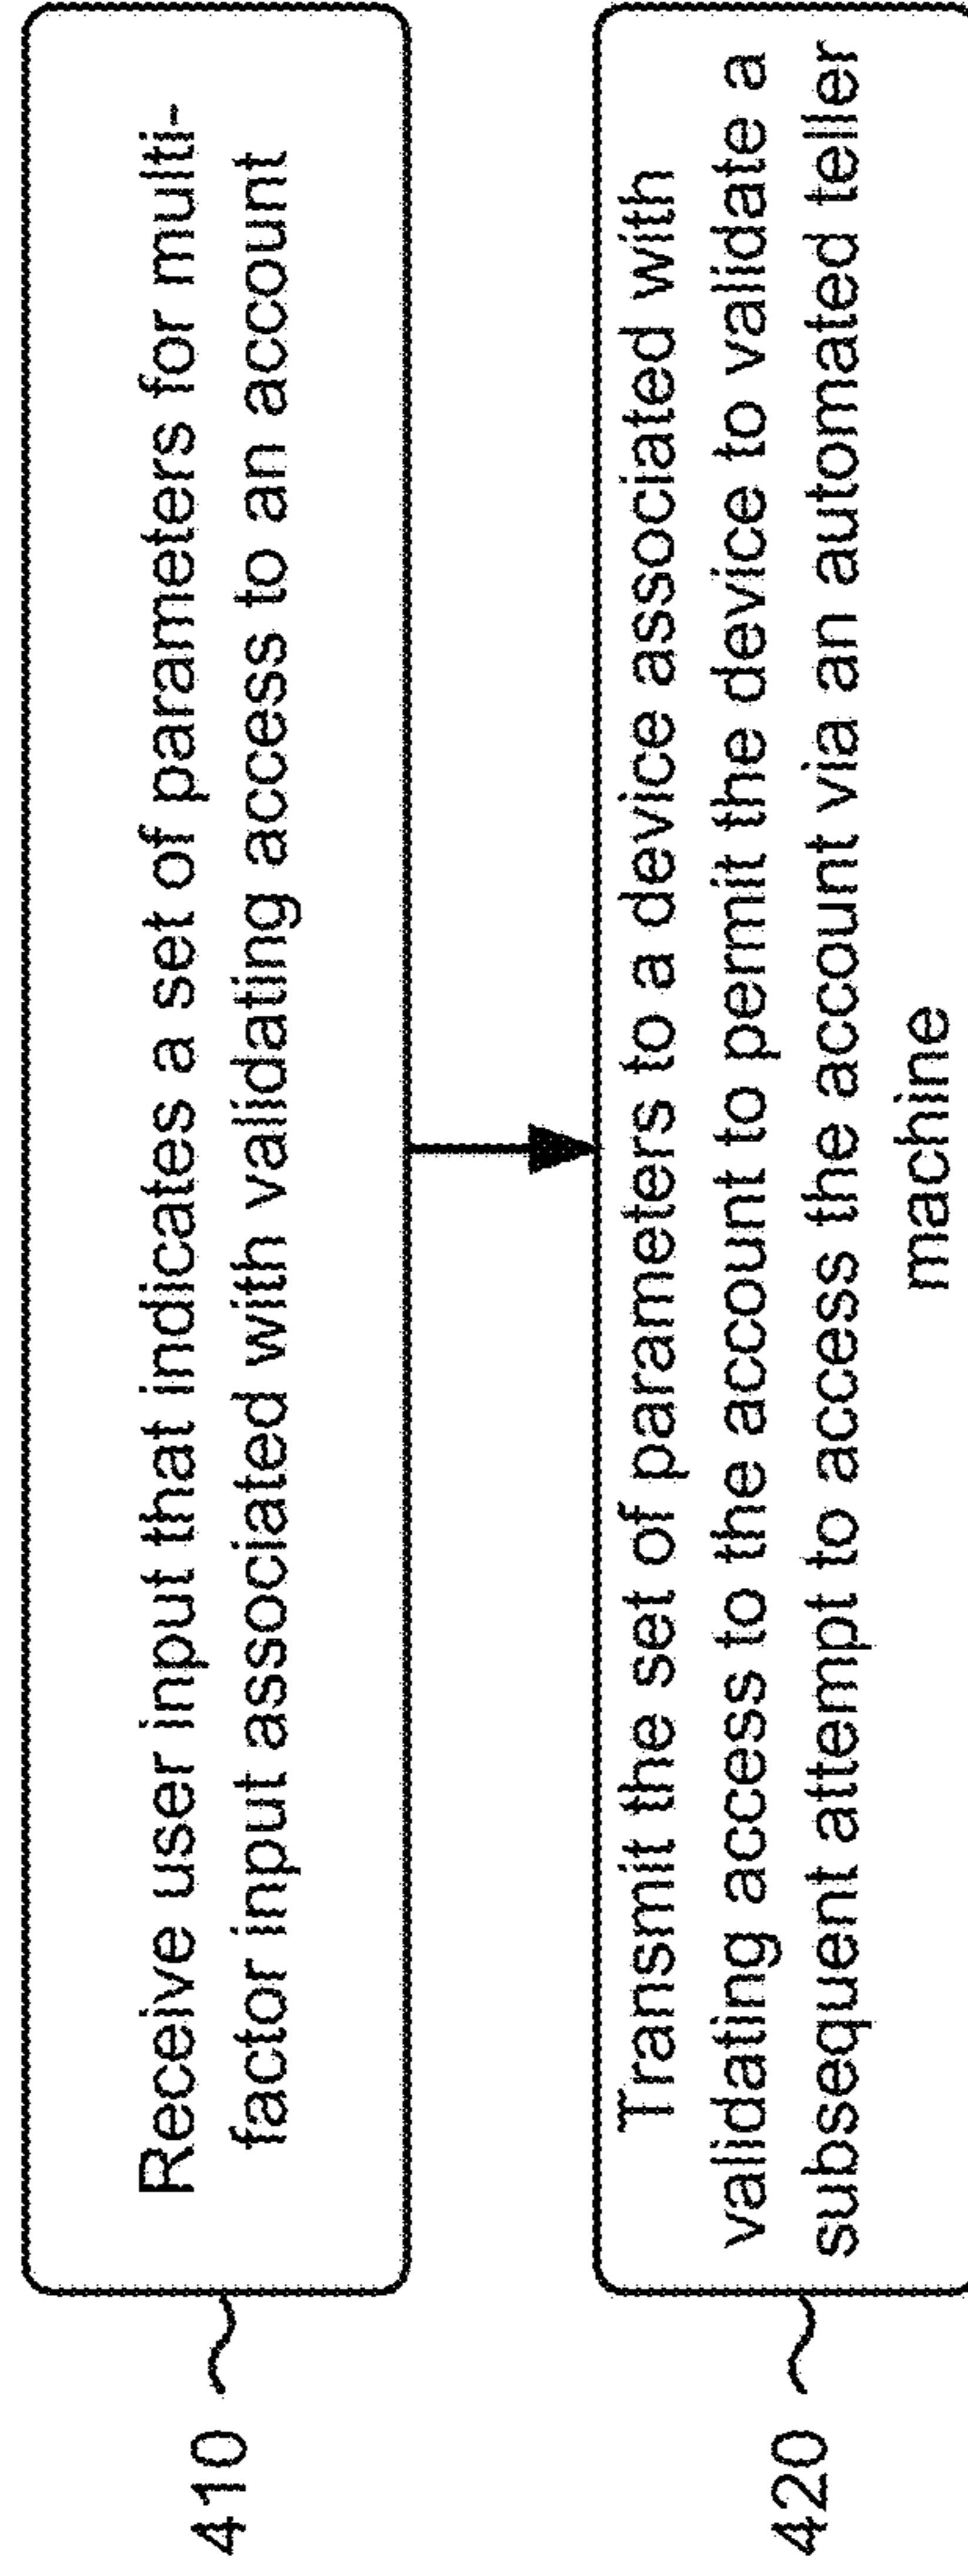 410
Receive user input that indicates a set of parameters for multi-
factor input associated with validating access to an account
420
Transmit the set of parameters to a device associated with
validating access to the account to permit the device to validate a
subsequent attempt to access the account via an automated teller
machine